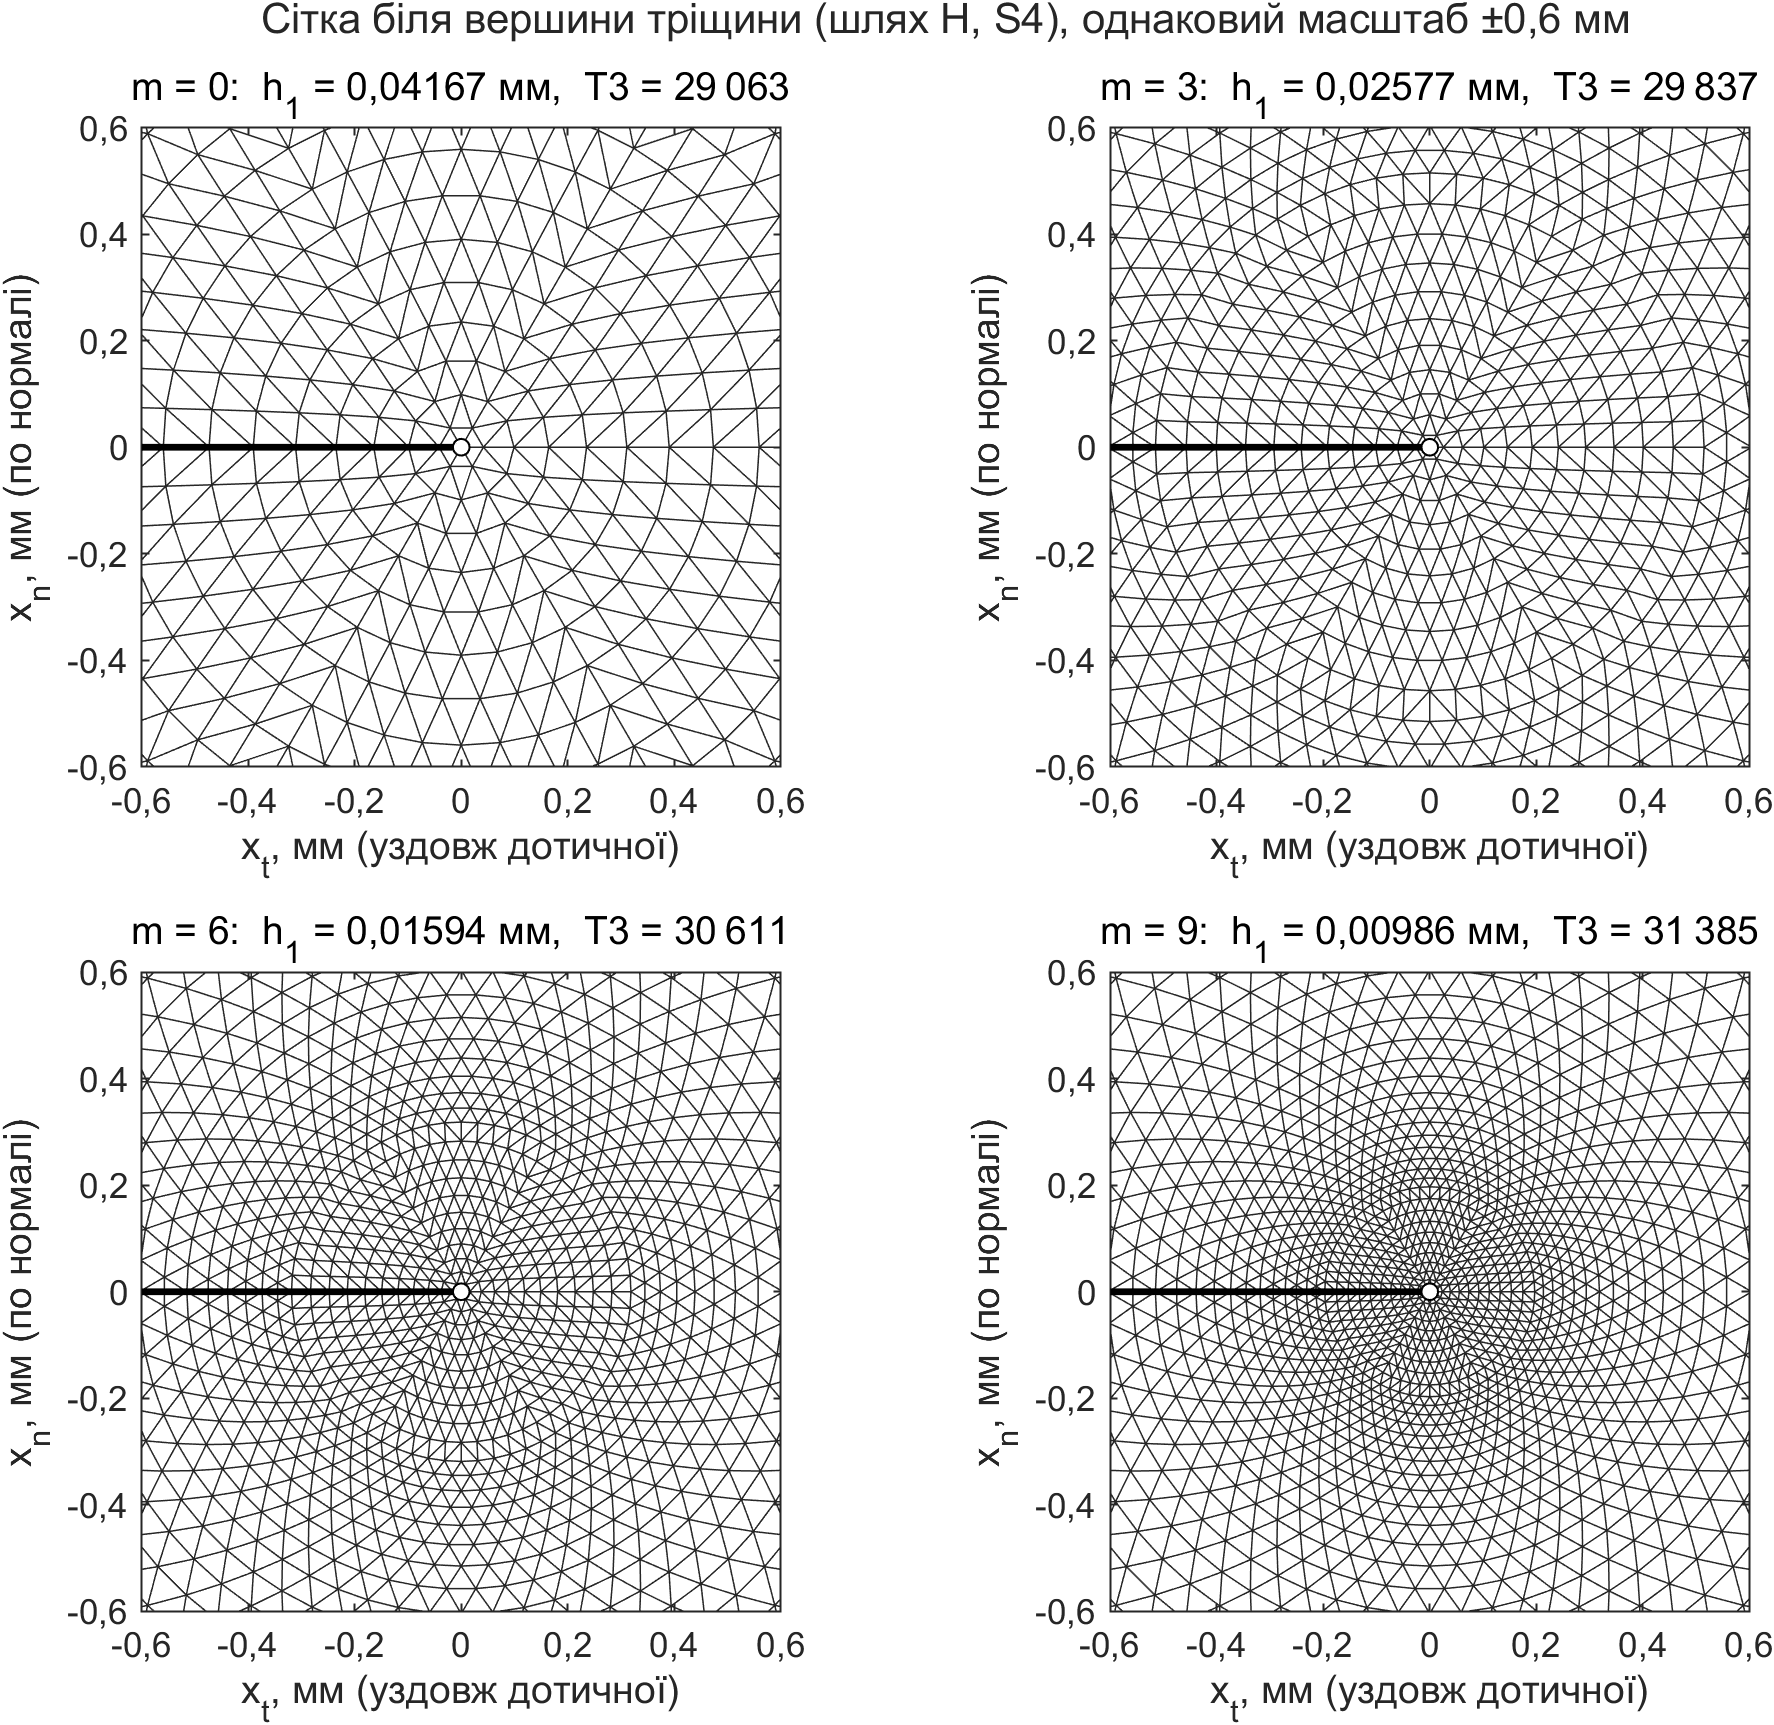 Сітка біля вершини тріщини (шлях H, S4), однаковий масштаб ±0,6 мм
m = 0: h1 = 0,04167 мм, T3 = 29 063
0,6
0,4
0,2
0
-0,2
-0,4
-0,6
-0,6 -0,4 -0,2 0 0,2 0,4 0,6
xn, мм (по нормалі)
xt, мм (уздовж дотичної)
m = 3: h1 = 0,02577 мм, T3 = 29 837
0,6
0,4
0,2
0
-0,2
-0,4
-0,6
-0,6 -0,4 -0,2 0 0,2 0,4 0,6
xn, мм (по нормалі)
xt, мм (уздовж дотичної)
m = 6: h1 = 0,01594 мм, T3 = 30 611
0,6
0,4
0,2
0
-0,2
-0,4
-0,6
-0,6 -0,4 -0,2 0 0,2 0,4 0,6
xn, мм (по нормалі)
xt, мм (уздовж дотичної)
m = 9: h1 = 0,00986 мм, T3 = 31 385
0,6
0,4
0,2
0
-0,2
-0,4
-0,6
-0,6 -0,4 -0,2 0 0,2 0,4 0,6
xn, мм (по нормалі)
xt, мм (уздовж дотичної)